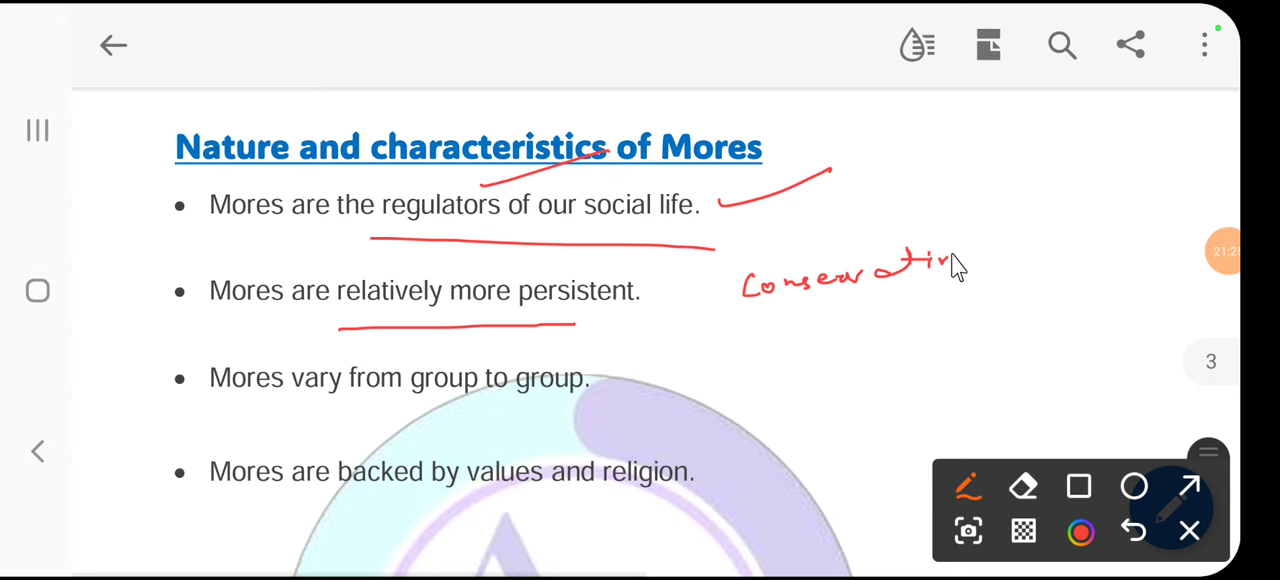 Nature and characteristics of Mores
• Mores are the regulators of our social life.
• Mores are relatively more persistent.
• Mores vary from group to group.
• Mores are backed by values and religion.
3